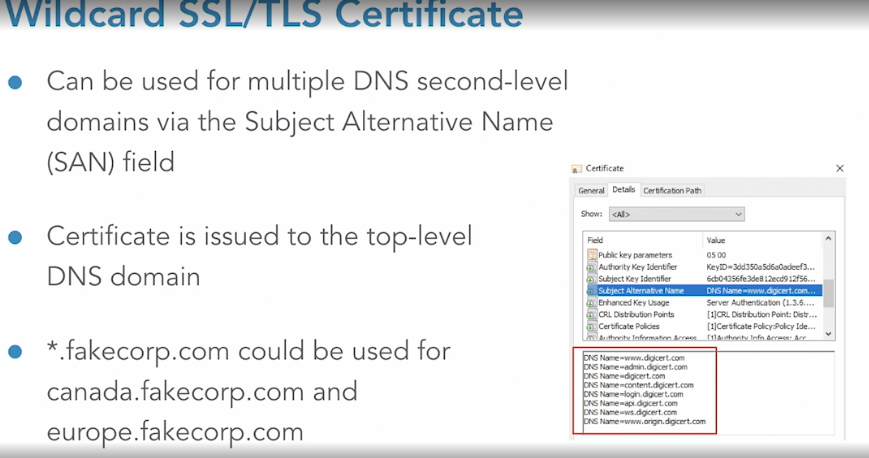 Wildcard SSL/TLS Certificate
Can be used for multiple DNS second-level
domains via the Subject Alternative Name
(SAN) field
Certificate is issued to the top-level
DNS domain
*.fakecorp.com could be used for
canada.fakecorp.com and
europe.fakecorp.com
Certificate
General Details Certification Path
Show: <All>
Field Value
Public key parameters 05 00
Authority Key Identifier KeyID=3dd350a5d6a0adeef3...
Subject Key Identifier 6cb04356fe3de812ecd912f56...
Subject Alternative Name DNS Name=www.digicert.com...
Enhanced Key Usage Server Authentication (1.3.6....
CRL Distribution Points [1]CRL Distribution Point: Distr...
Certificate Policies [1]Certificate Policy:Policy Ide...
Authority Information Access [1]Authority Info Access: Acc...
DNS Name=www.digicert.com
DNS Name=admin.digicert.com
DNS Name=digicert.com
DNS Name=content.digicert.com
DNS Name=login.digicert.com
DNS Name=api.digicert.com
DNS Name=ws.digicert.com
DNS Name=www.origin.digicert.com